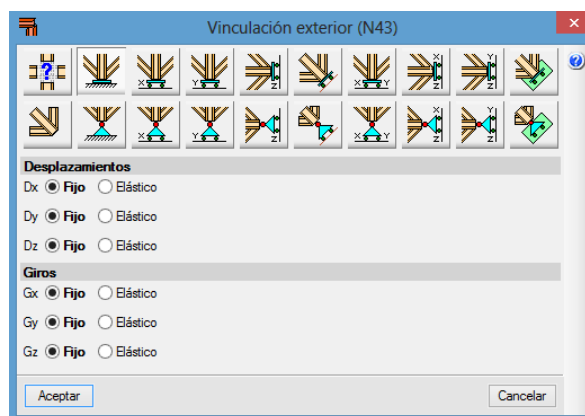 Vinculación exterior (N43)
Desplazamientos
Dx Fijo Elástico
Dy Fijo Elástico
Dz Fijo Elástico
Giros
Gx Fijo Elástico
Gy Fijo Elástico
Gz Fijo Elástico
Aceptar Cancelar